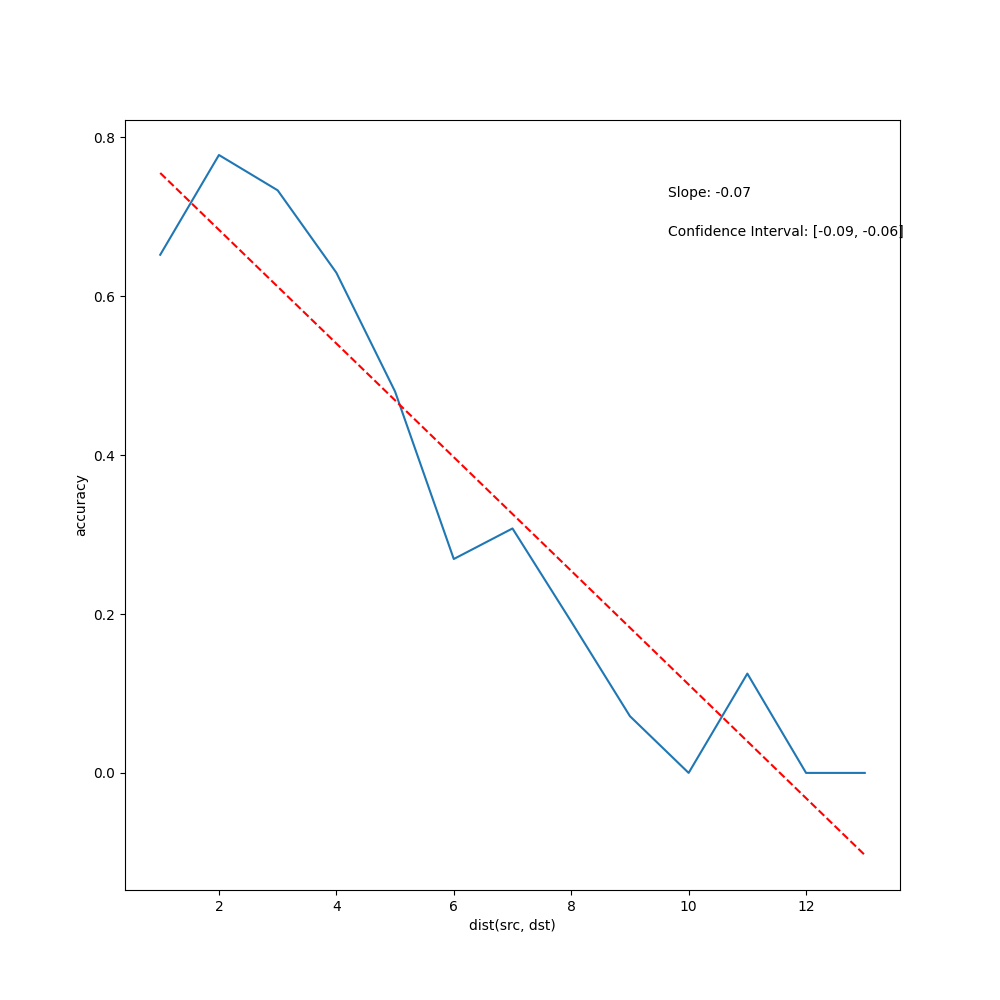 Slope: -0.07
Confidence Interval: [-0.09, -0.06]
0.8
0.6
0.4
0.2
0.0
accuracy
2 4 6 8 10 12
dist(src, dst)